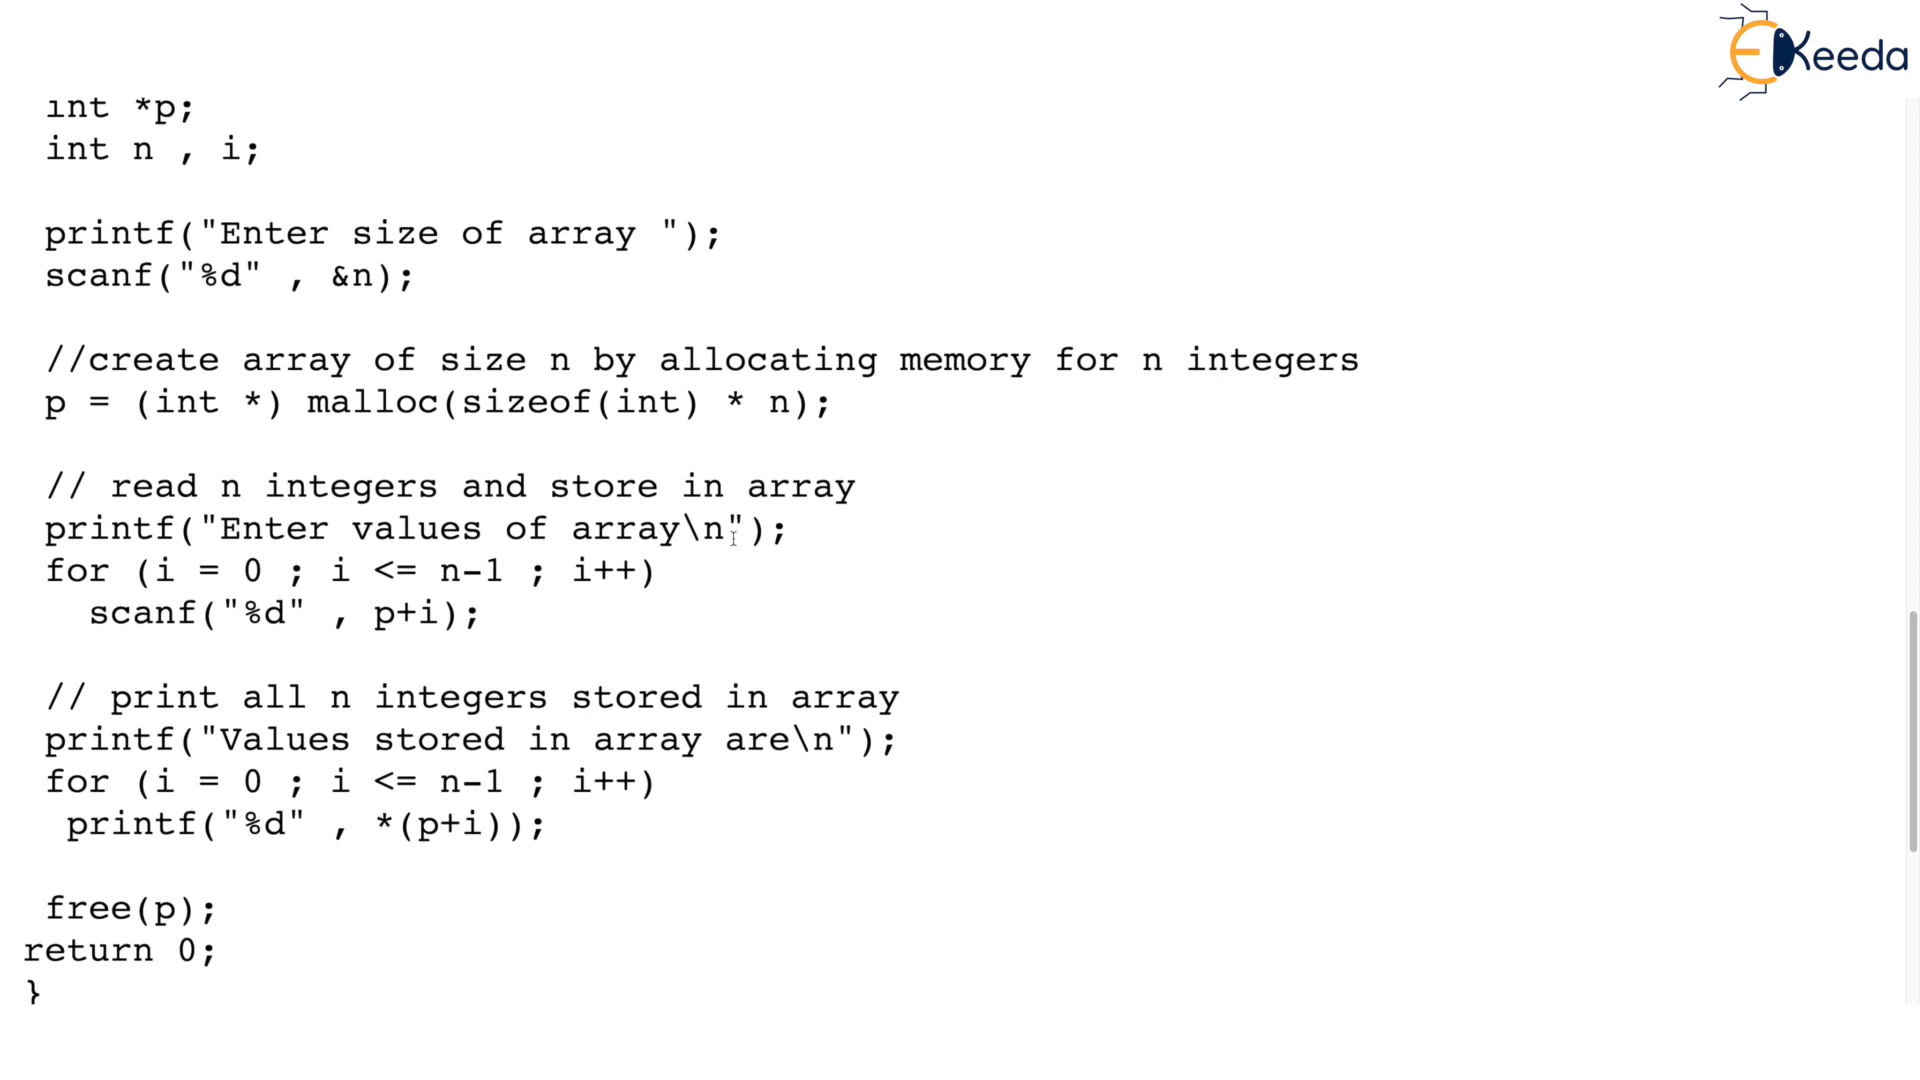 EKeeda
int *p;
int n , i;
printf("Enter size of array ");
scanf("%d" , &n);
//create array of size n by allocating memory for n integers
p = (int *) malloc(sizeof(int) * n);
// read n integers and store in array
printf("Enter values of array\n");
for (i = 0 ; i <= n-1 ; i++)
scanf("%d" , p+i);
// print all n integers stored in array
printf("Values stored in array are\n");
for (i = 0 ; i <= n-1 ; i++)
printf("%d" , *(p+i));
free(p);
return 0;
}